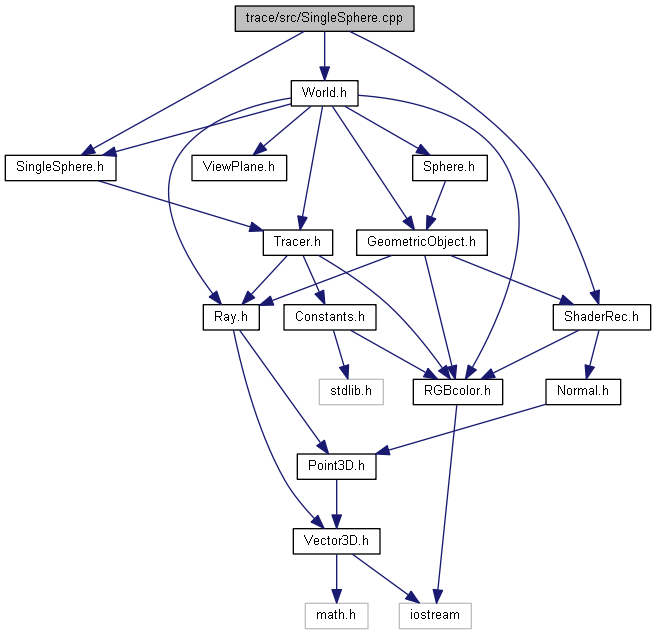 trace/src/SingleSphere.cpp
World.h
SingleSphere.h
ViewPlane.h
Sphere.h
Tracer.h
GeometricObject.h
Ray.h
Constants.h
ShaderRec.h
stdlib.h
RGBcolor.h
Normal.h
Point3D.h
Vector3D.h
math.h
iostream